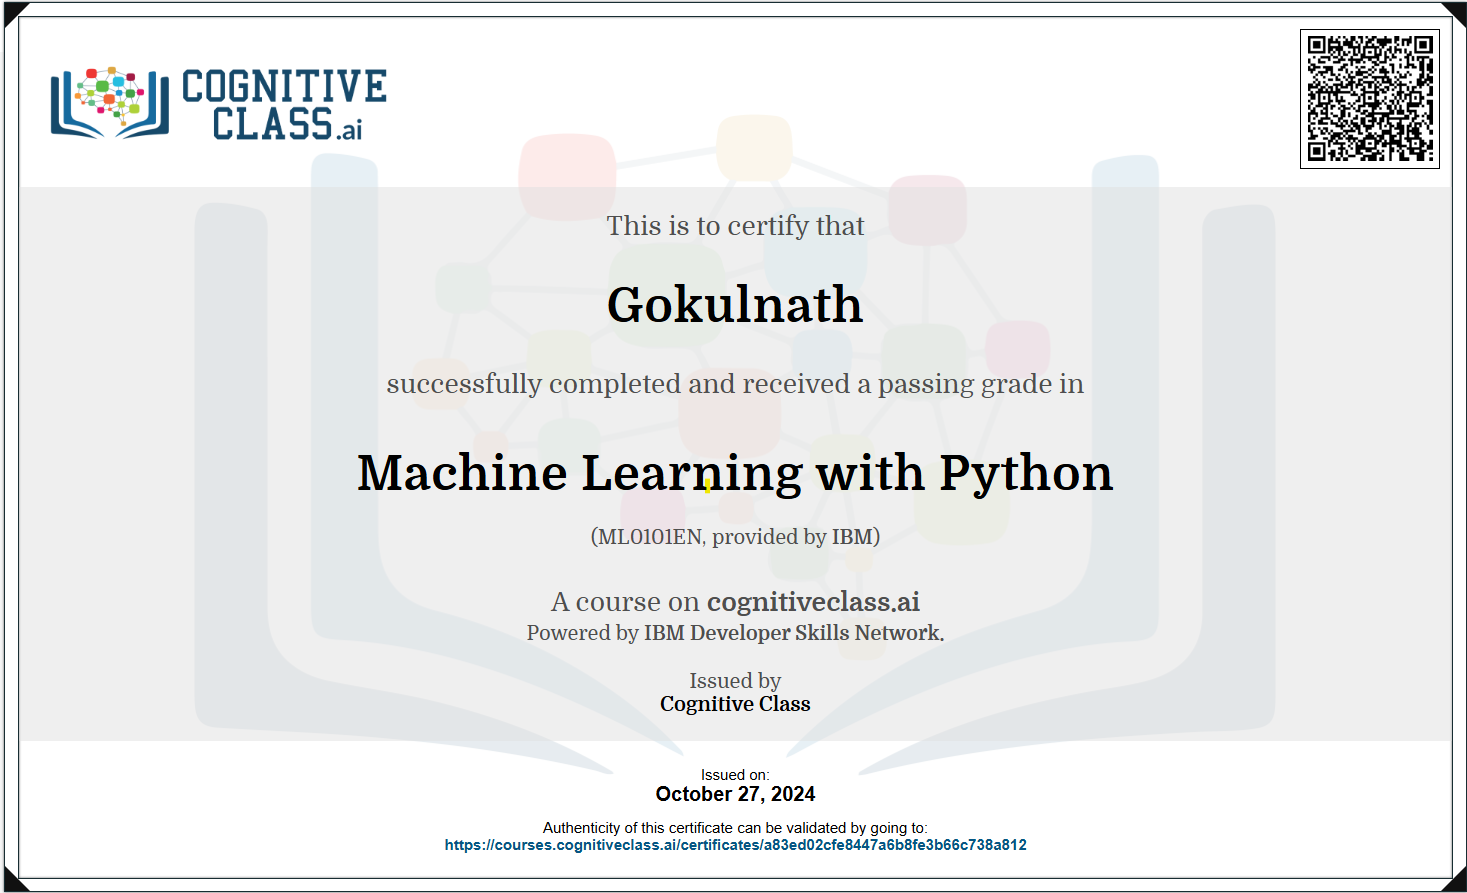 COGNITIVE
CLASS.ai
This is to certify that
Gokulnath
successfully completed and received a passing grade in
Machine Learning with Python
(ML0101EN, provided by IBM)
A course on cognitiveclass.ai
Powered by IBM Developer Skills Network.
Issued by
Cognitive Class
Issued on:
October 27, 2024
Authenticity of this certificate can be validated by going to:
https://courses.cognitiveclass.ai/certificates/a83ed02cfe8447a6b8fe3b66c738a812